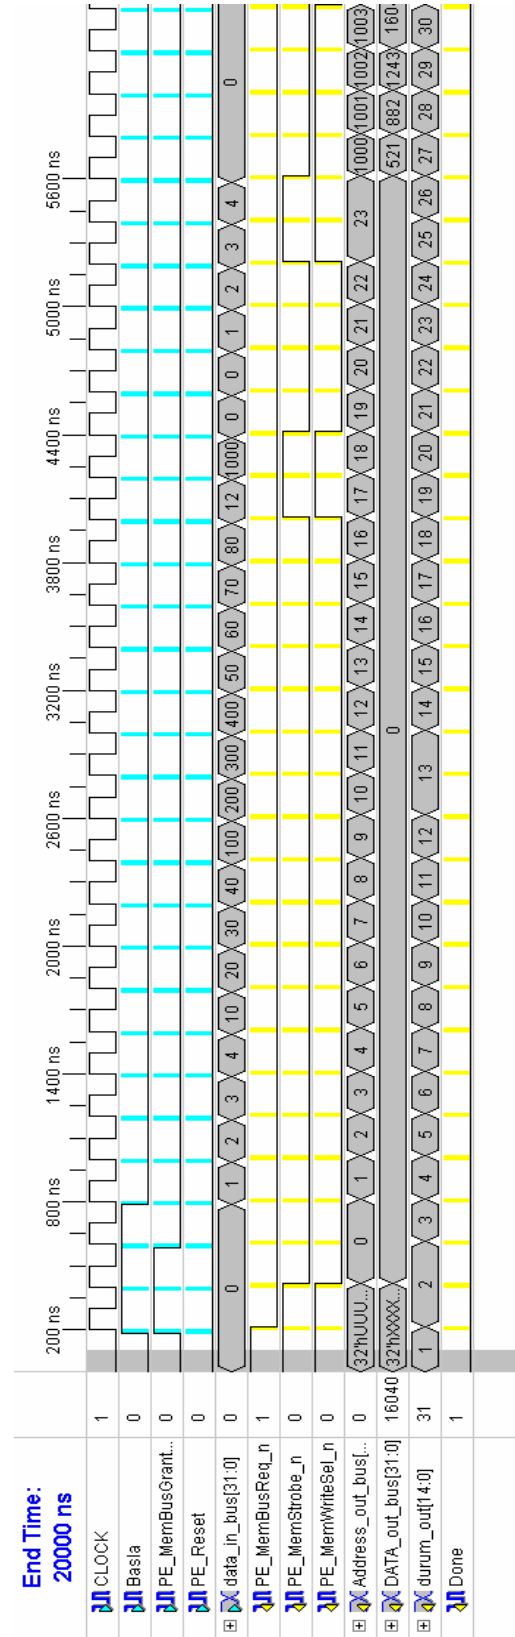 End Time:
20000 ns
200 ns 800 ns 1400 ns 2000 ns 2600 ns 3200 ns 3800 ns 4400 ns 5000 ns 5600 ns
CLOCK 1
Basla 0
PE_MemBusGrant... 0
PE_Reset 0
data_in_bus[31:0] 0 0 1 2 3 4 10 20 30 40 100 200 300 400 50 60 70 80 12 1000 0 0 1 2 3 4 0
PE_MemBusReq_n 1
PE_MemStrobe_n 0
PE_MemWriteSel_n 0
Address_out_bus[... 0 32'hUUU... 0 1 2 3 4 5 6 7 8 9 10 11 12 13 14 15 16 17 18 19 20 21 22 23 1000 1001 1002 1003
DATA_out_bus[31:0] 16040 32'hXXXX... 0 521 882 1243 160
durum_out[14:0] 31 1 2 3 4 5 6 7 8 9 10 11 12 13 14 15 16 17 18 19 20 21 22 23 24 25 26 27 28 29 30
Done 1